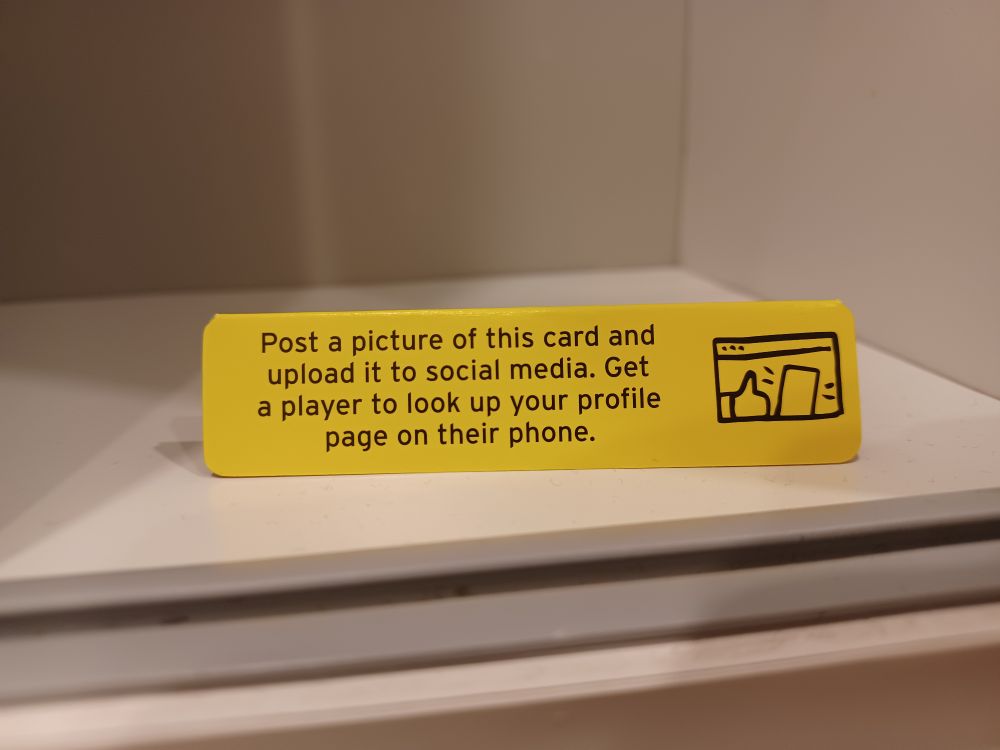 Post a picture of this card and
upload it to social media. Get
a player to look up your profile
page on their phone.